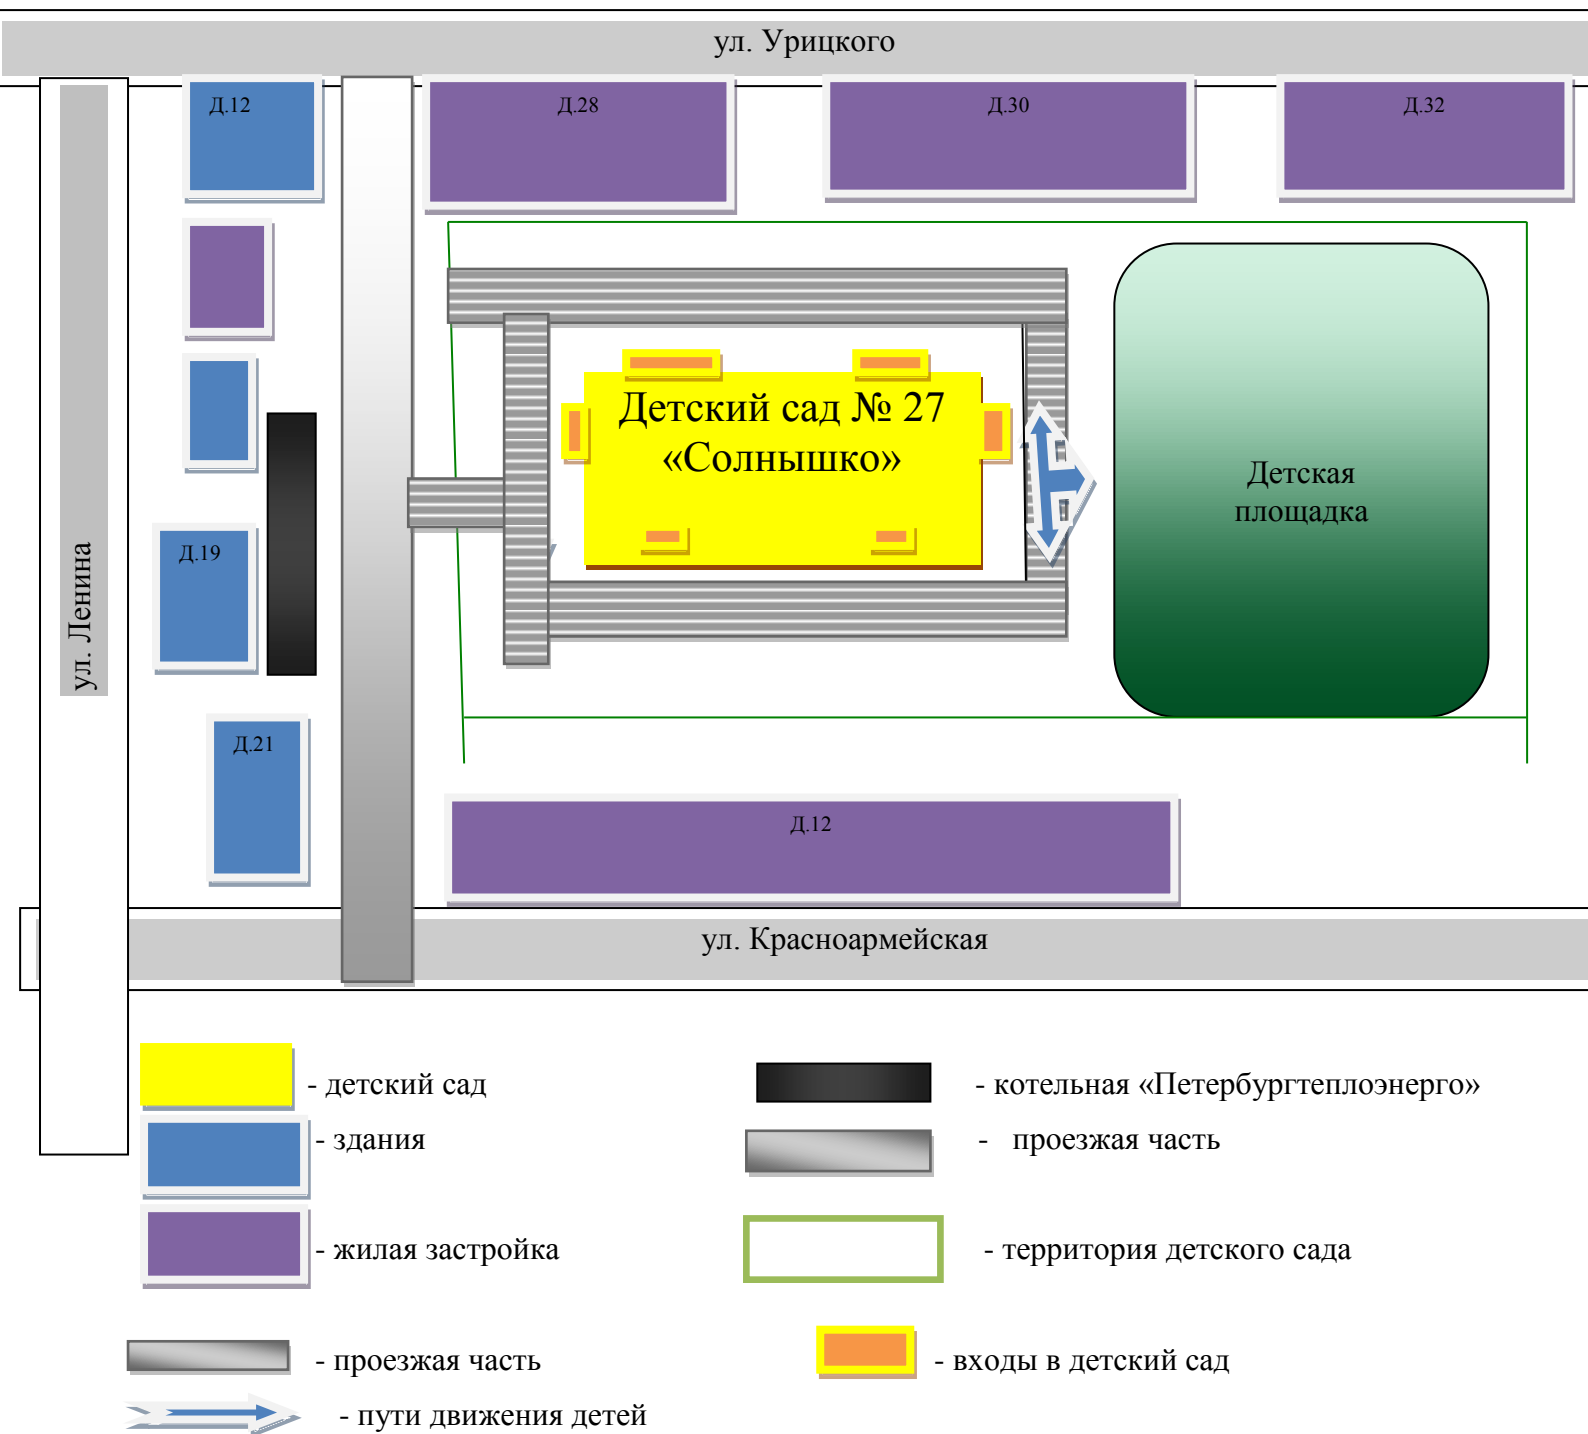 ул. Урицкого
Д.12
Д.28
Д.30
Д.32
Детский сад № 27
«Солнышко»
Детская
площадка
ул. Ленина
Д.19
Д.21
Д.12
ул. Красноармейская
- детский сад
- котельная «Петербургтеплоэнерго»
- здания
- проезжая часть
- жилая застройка
- территория детского сада
- проезжая часть
- входы в детский сад
- пути движения детей